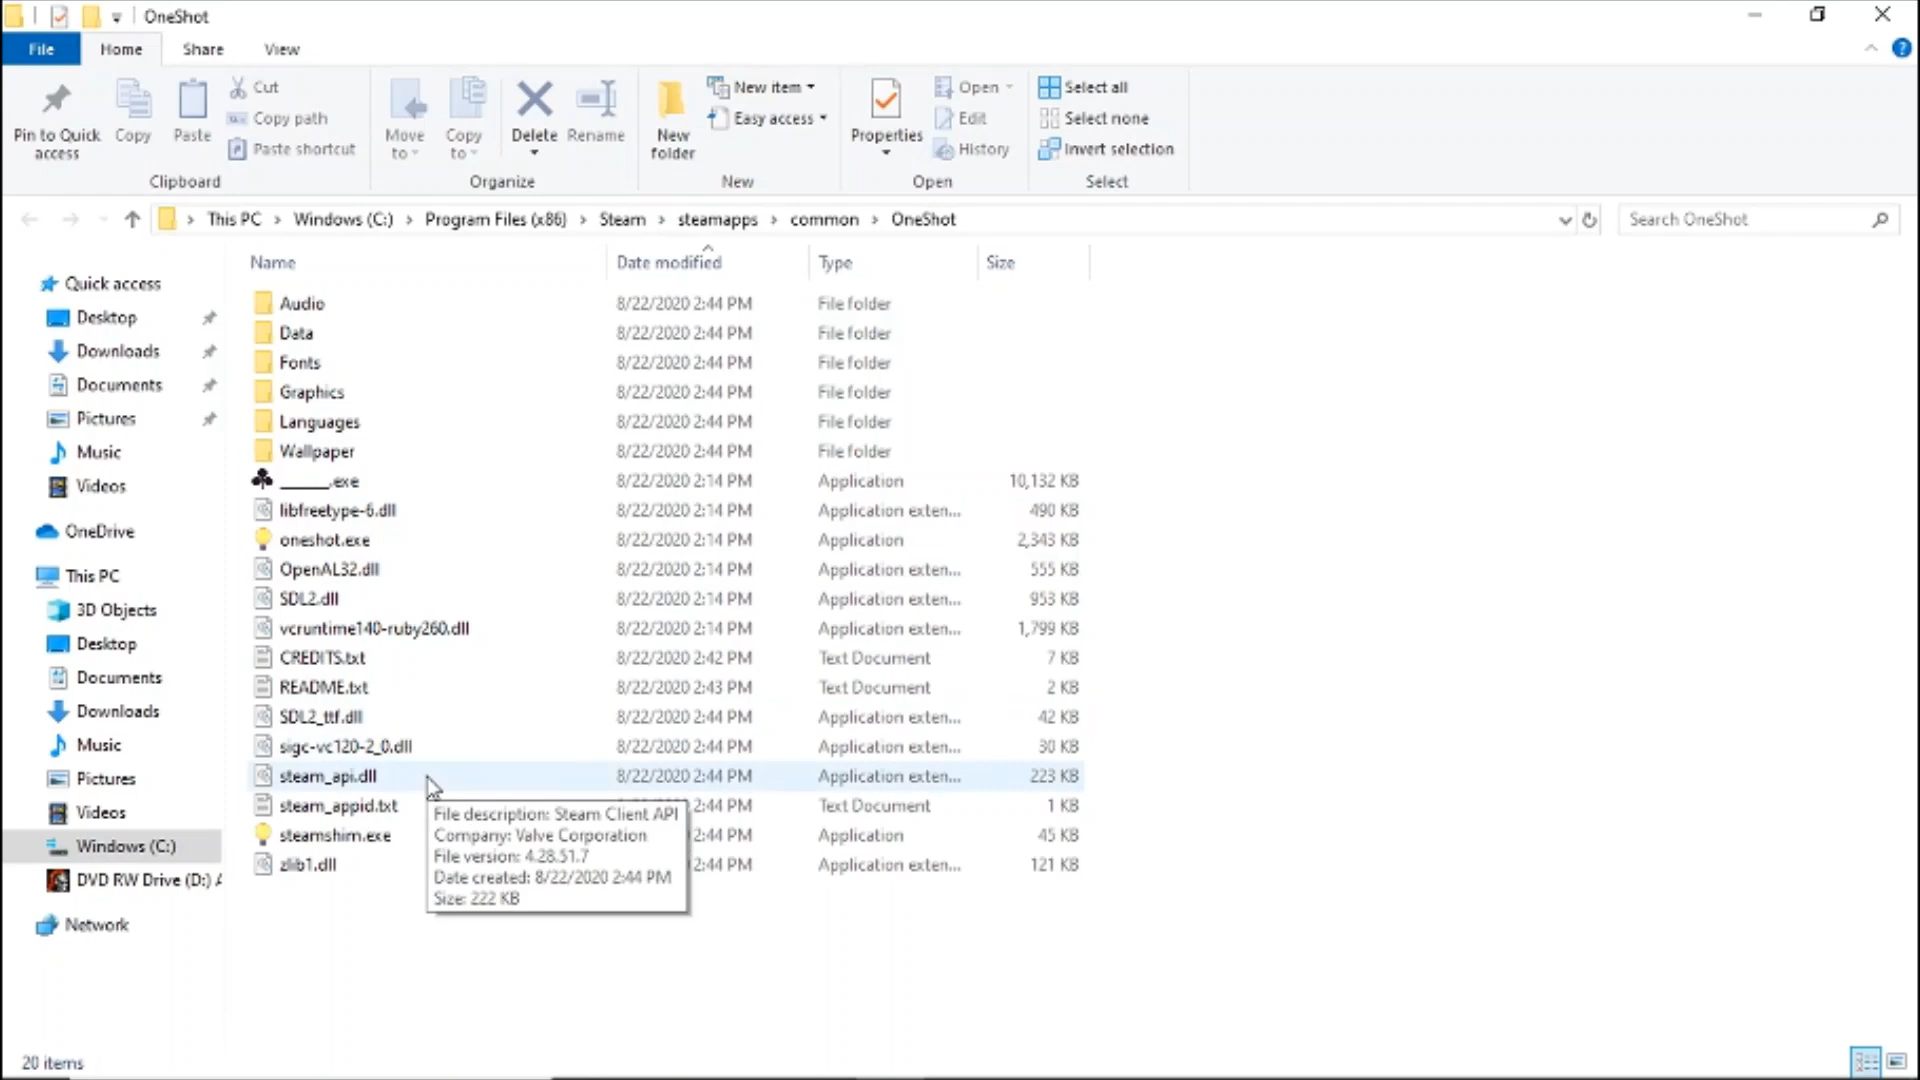 OneShot
File Home Share View
Pin to Quick access
Copy
Paste
Cut
Copy path
Paste shortcut
Clipboard
Move to
Copy to
Delete
Rename
Organize
New folder
New item
Easy access
New
Properties
Open
Edit
History
Open
Select all
Select none
Invert selection
Select
This PC > Windows (C:) > Program Files (x86) > Steam > steamapps > common > OneShot
Search OneShot
Quick access
Desktop
Downloads
Documents
Pictures
Music
Videos
OneDrive
This PC
3D Objects
Desktop
Documents
Downloads
Music
Pictures
Videos
Windows (C:)
DVD RW Drive (D:) A
Network
Name Date modified Type Size
Audio 8/22/2020 2:44 PM File folder
Data 8/22/2020 2:44 PM File folder
Fonts 8/22/2020 2:44 PM File folder
Graphics 8/22/2020 2:44 PM File folder
Languages 8/22/2020 2:44 PM File folder
Wallpaper 8/22/2020 2:44 PM File folder
______.exe 8/22/2020 2:14 PM Application 10,132 KB
libfreetype-6.dll 8/22/2020 2:14 PM Application exten... 490 KB
oneshot.exe 8/22/2020 2:14 PM Application 2,343 KB
OpenAL32.dll 8/22/2020 2:14 PM Application exten... 555 KB
SDL2.dll 8/22/2020 2:14 PM Application exten... 953 KB
vcruntime140-ruby260.dll 8/22/2020 2:14 PM Application exten... 1,799 KB
CREDITS.txt 8/22/2020 2:42 PM Text Document 7 KB
README.txt 8/22/2020 2:43 PM Text Document 2 KB
SDL2_ttf.dll 8/22/2020 2:44 PM Application exten... 42 KB
sigc-vc120-2_0.dll 8/22/2020 2:44 PM Application exten... 30 KB
steam_api.dll 8/22/2020 2:44 PM Application exten... 223 KB
steam_appid.txt 2:44 PM Text Document 1 KB
steamshim.exe 2:44 PM Application 45 KB
zlib1.dll 2:44 PM Application exten... 121 KB
File description: Steam Client API
Company: Valve Corporation
File version: 4.28.51.7
Date created: 8/22/2020 2:44 PM
Size: 222 KB
20 items